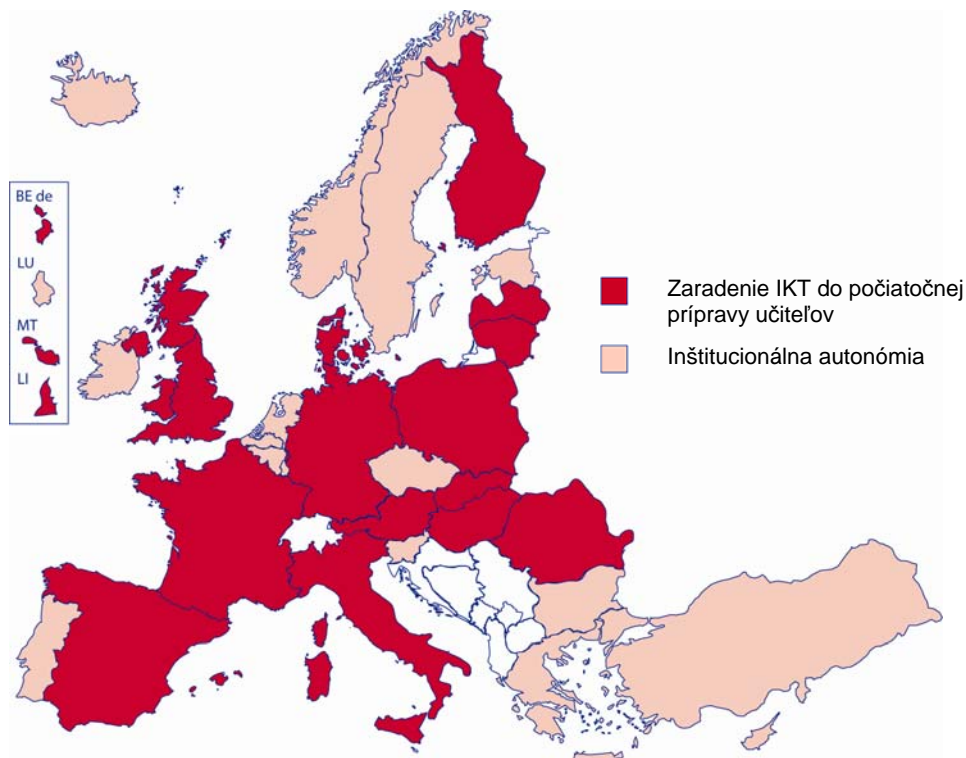 BE de
LU
MT
LI
Zaradenie IKT do počiatočnej
prípravy učiteľov
Inštitucionálna autonómia